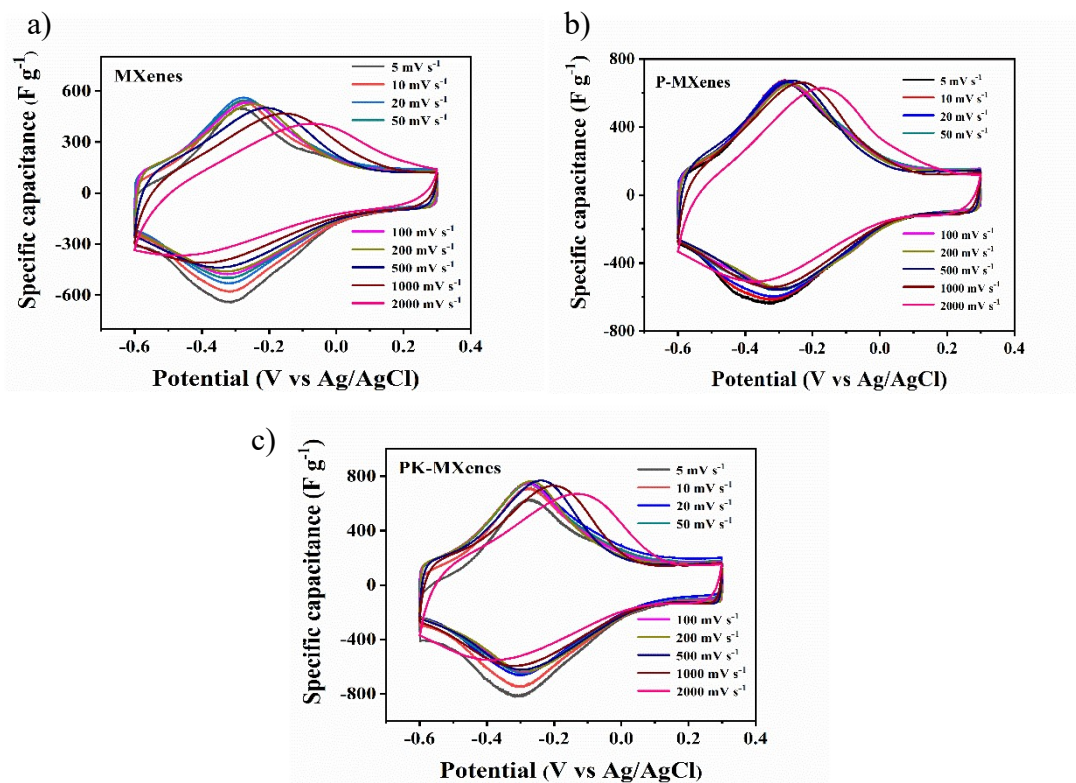 a)
MXenes
5 mV s⁻¹
10 mV s⁻¹
20 mV s⁻¹
50 mV s⁻¹
100 mV s⁻¹
200 mV s⁻¹
500 mV s⁻¹
1000 mV s⁻¹
2000 mV s⁻¹
Specific capacitance (F g⁻¹)
600
300
0
-300
-600
-0.6
-0.4
-0.2
0.0
0.2
0.4
Potential (V vs Ag/AgCl)
b)
P-MXenes
5 mV s⁻¹
10 mV s⁻¹
20 mV s⁻¹
50 mV s⁻¹
100 mV s⁻¹
200 mV s⁻¹
500 mV s⁻¹
1000 mV s⁻¹
2000 mV s⁻¹
Specific capacitance (F g⁻¹)
800
400
0
-400
-800
-0.6
-0.4
-0.2
0.0
0.2
0.4
Potential (V vs Ag/AgCl)
c)
PK-MXenes
5 mV s⁻¹
10 mV s⁻¹
20 mV s⁻¹
50 mV s⁻¹
100 mV s⁻¹
200 mV s⁻¹
500 mV s⁻¹
1000 mV s⁻¹
2000 mV s⁻¹
Specific capacitance (F g⁻¹)
800
400
0
-400
-800
-0.6
-0.4
-0.2
0.0
0.2
0.4
Potential (V vs Ag/AgCl)